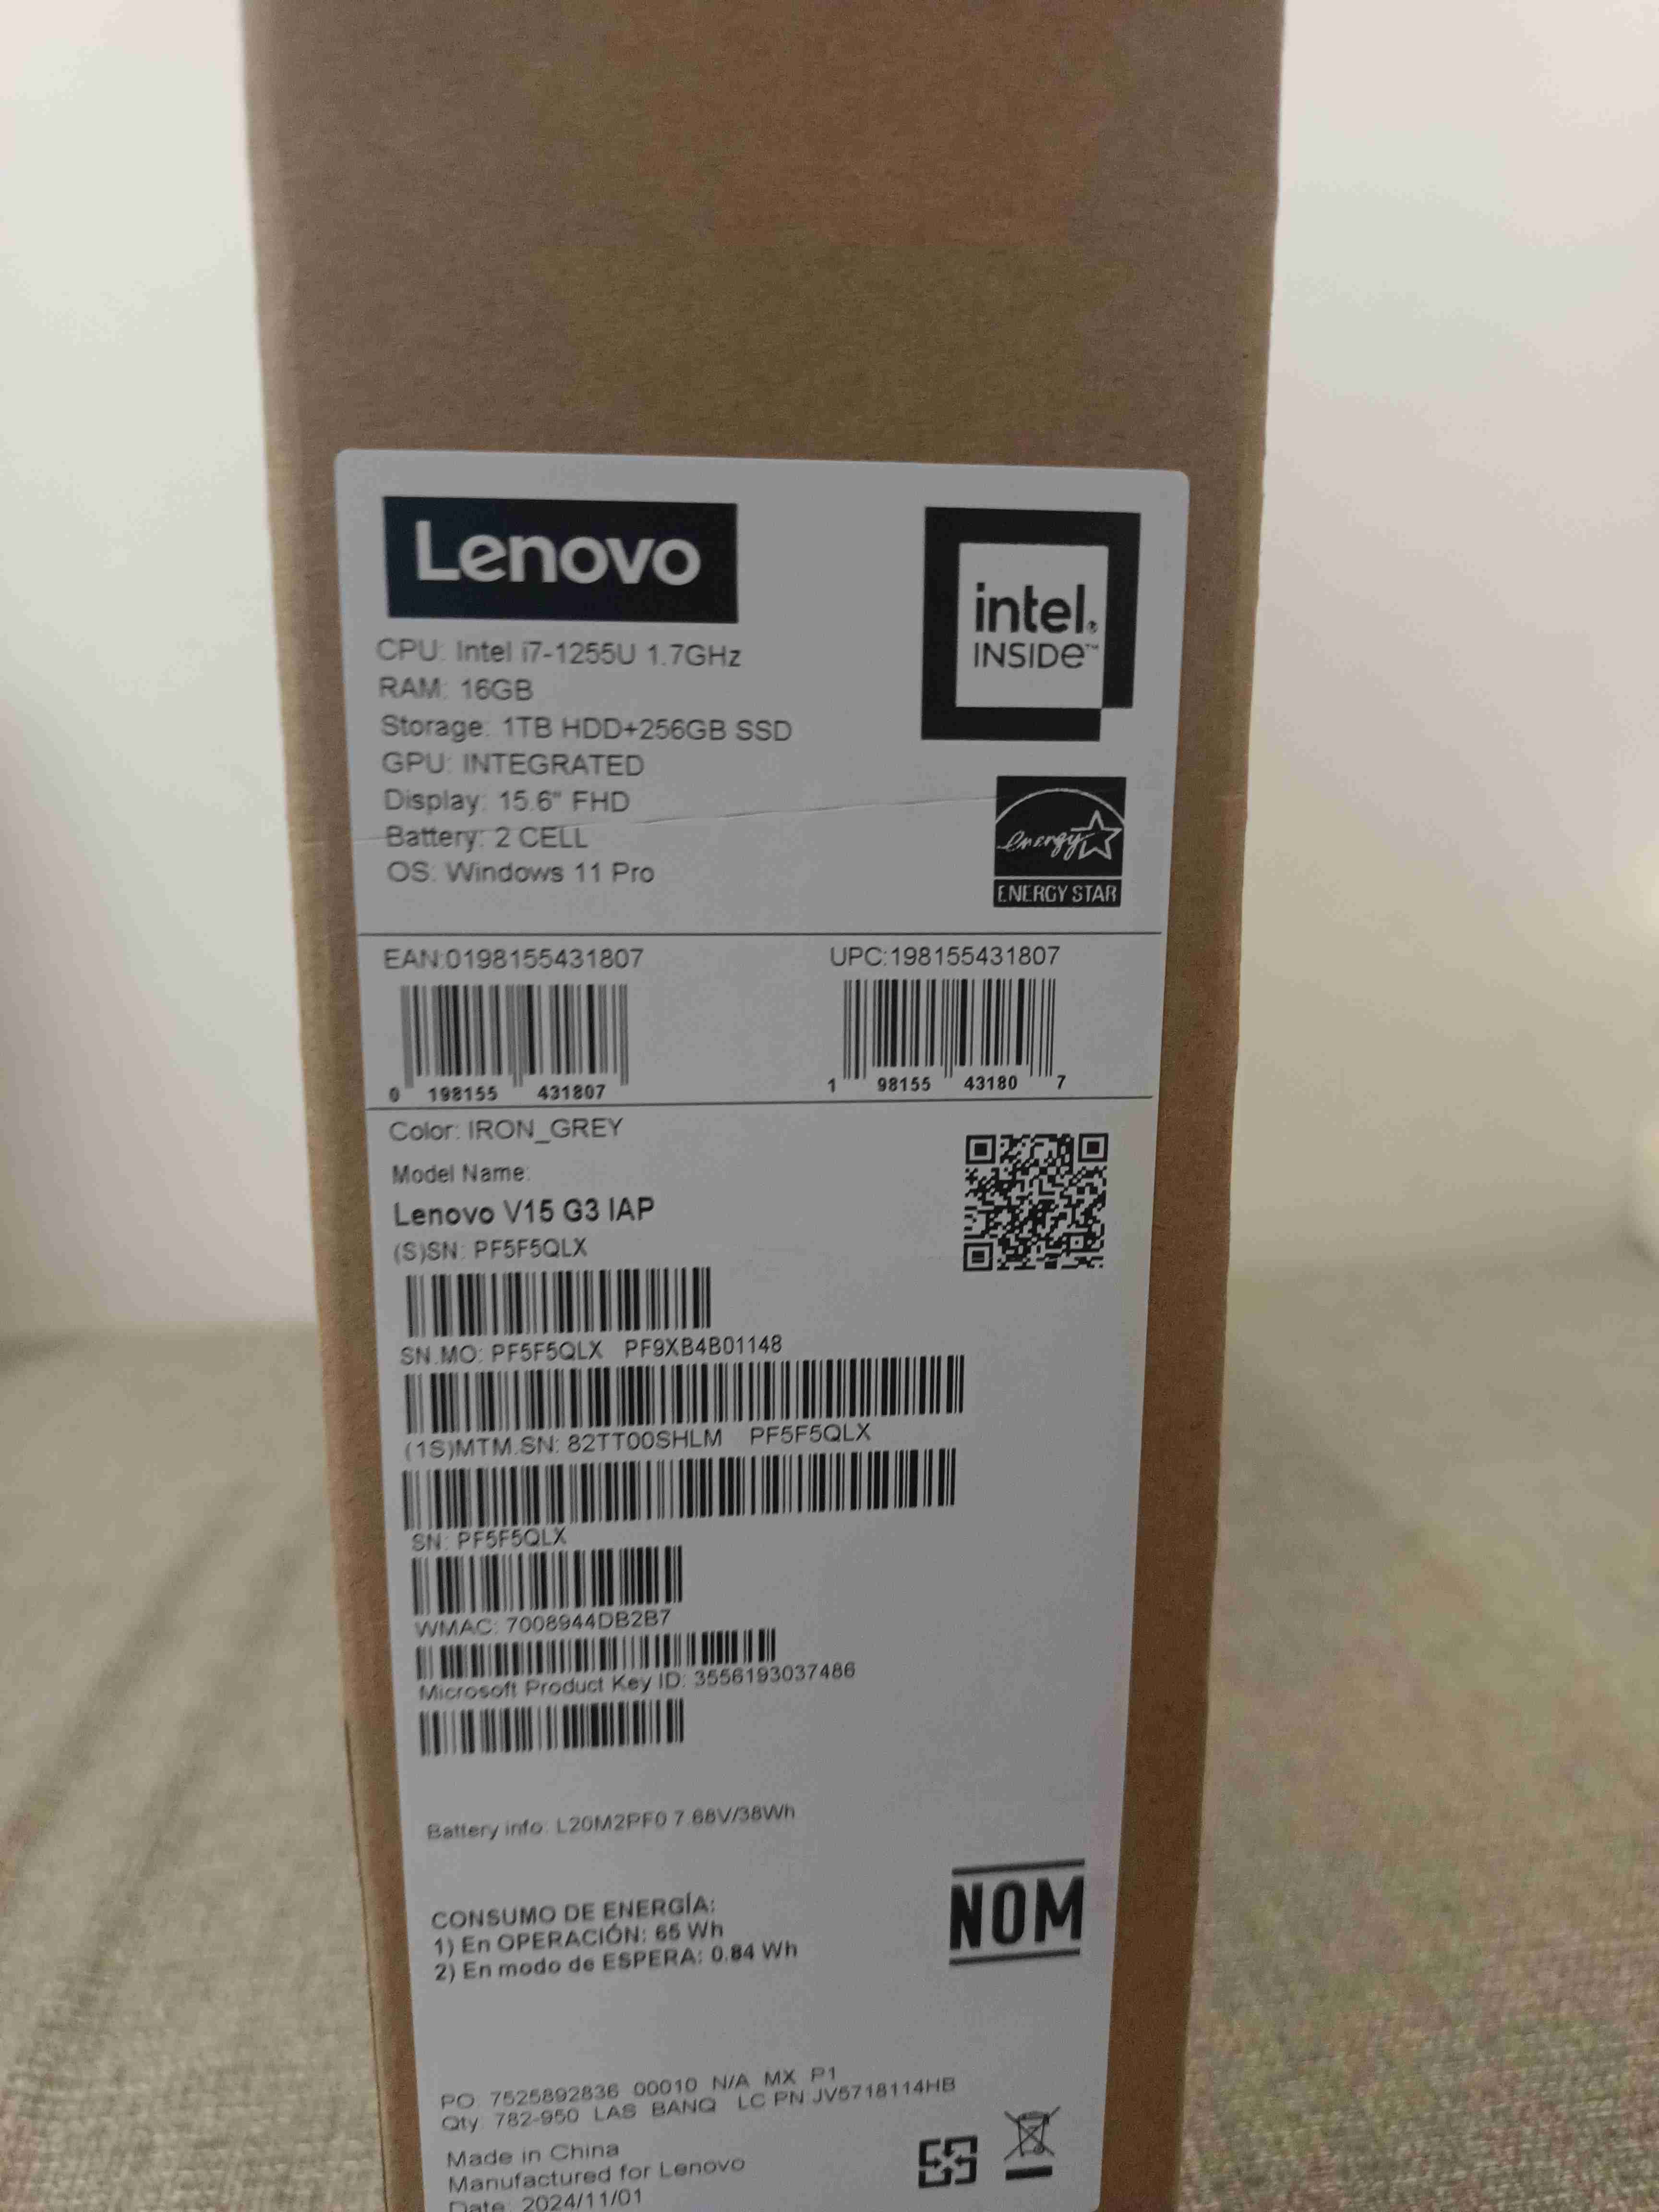 Lenovo
intel.
INSIDe™
CPU: Intel i7-1255U 1.7GHz
RAM: 16GB
Storage: 1TB HDD+256GB SSD
GPU: INTEGRATED
Display: 15.6" FHD
Battery: 2 CELL
OS: Windows 11 Pro
energy
ENERGY STAR
EAN:0198155431807
UPC:198155431807
0 198155 431807
1 98155 43180 7
Color: IRON_GREY
Model Name:
Lenovo V15 G3 IAP
(S)SN: PF5F5QLX
SN.MO: PF5F5QLX PF9XB4B01148
(1S)MTM.SN: 82TT00SHLM PF5F5QLX
SN: PF5F5QLX
WMAC: 7008944DB2B7
Microsoft Product Key ID: 3556193037486
Battery info: L20M2PF0 7.68V/38Wh
CONSUMO DE ENERGÍA:
1) En OPERACIÓN: 65 Wh
2) En modo de ESPERA: 0.84 Wh
NOM
PO 7525892836 00010 N/A MX P1
Qty 782-950 LAS BANQ LC PN JV5718114HB
Made in China
Manufactured for Lenovo
Date 2024/11/01